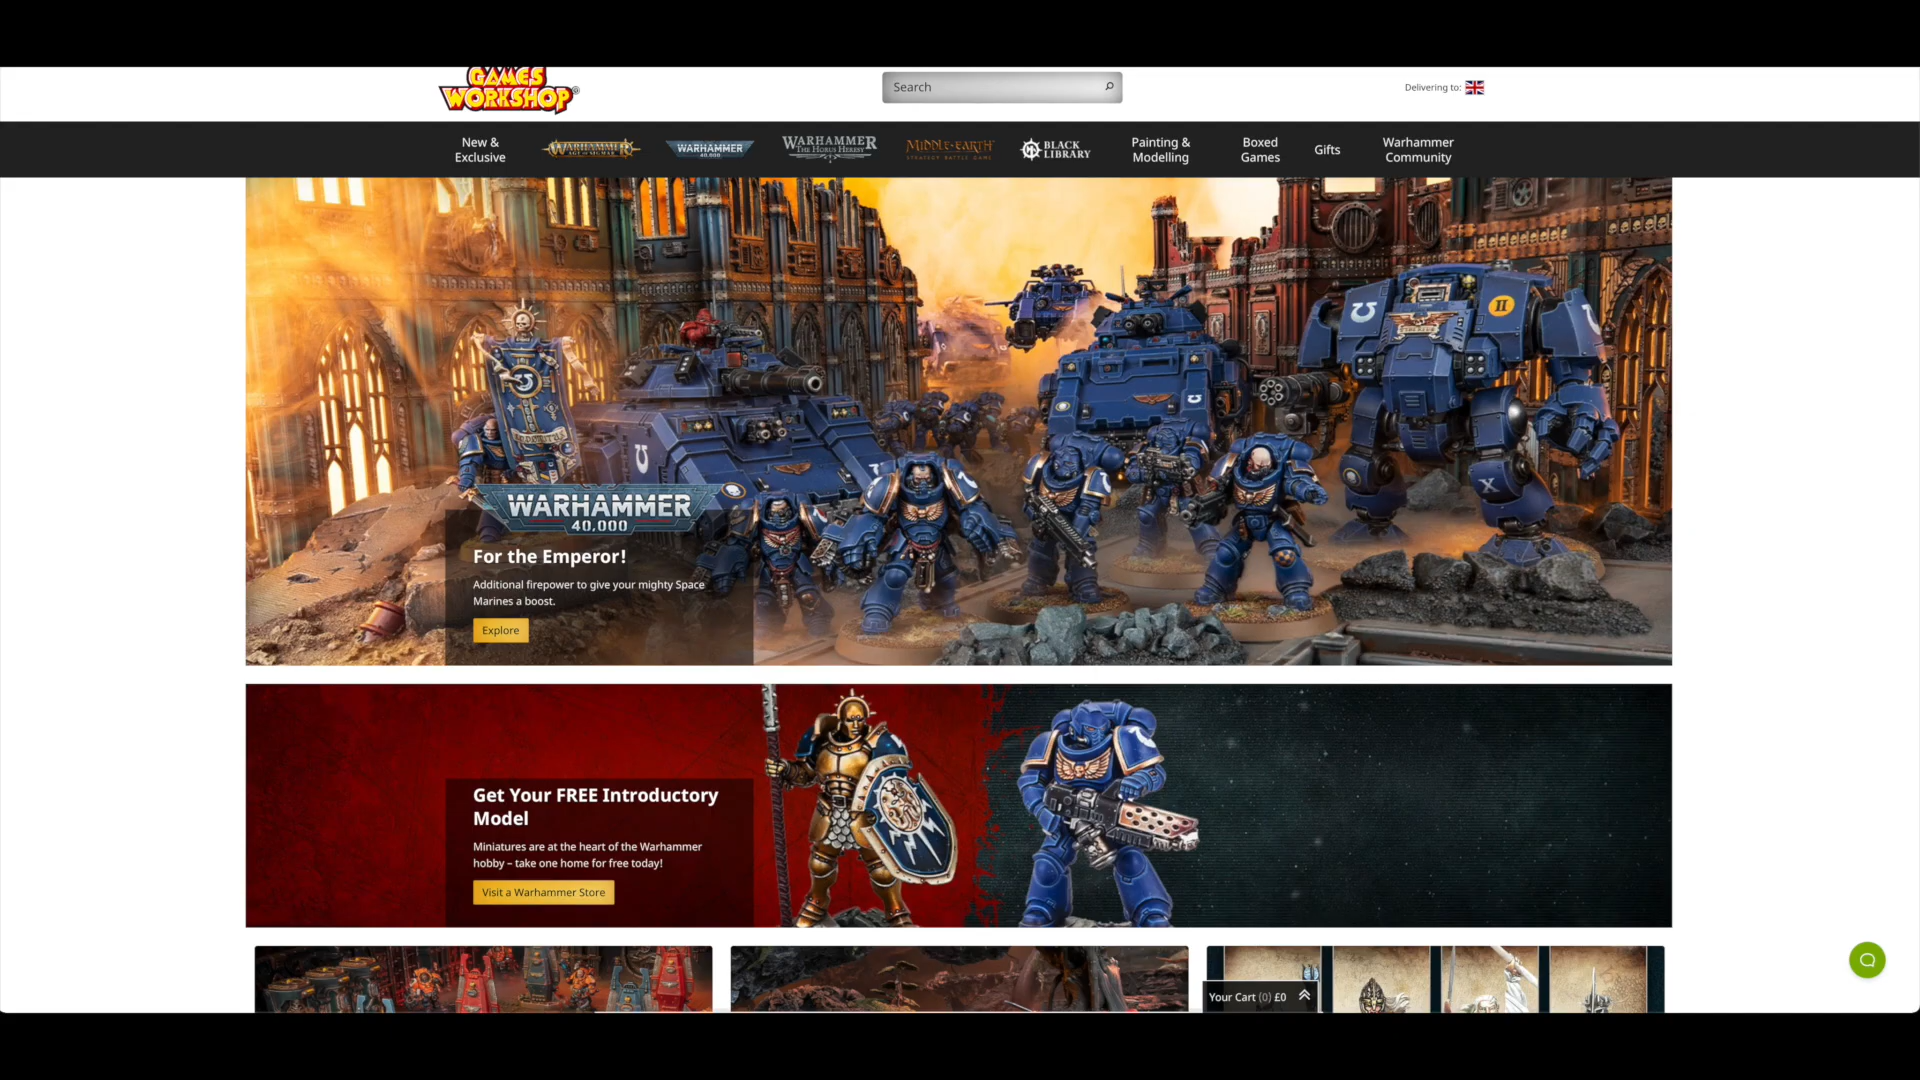 GAMES
WORKSHOP®
Search
Delivering to:
New &
Exclusive
WARHAMMER
AGE OF SIGMAR
WARHAMMER
40,000
WARHAMMER
THE HORUS HERESY
MIDDLE-EARTH
STRATEGY BATTLE GAME
BLACK
LIBRARY
Painting &
Modelling
Boxed
Games
Gifts
Warhammer
Community
II
X
WARHAMMER
40,000
For the Emperor!
Additional firepower to give your mighty Space
Marines a boost.
Explore
Get Your FREE Introductory
Model
Miniatures are at the heart of the Warhammer
hobby – take one home for free today!
Visit a Warhammer Store
Your Cart (0) £0